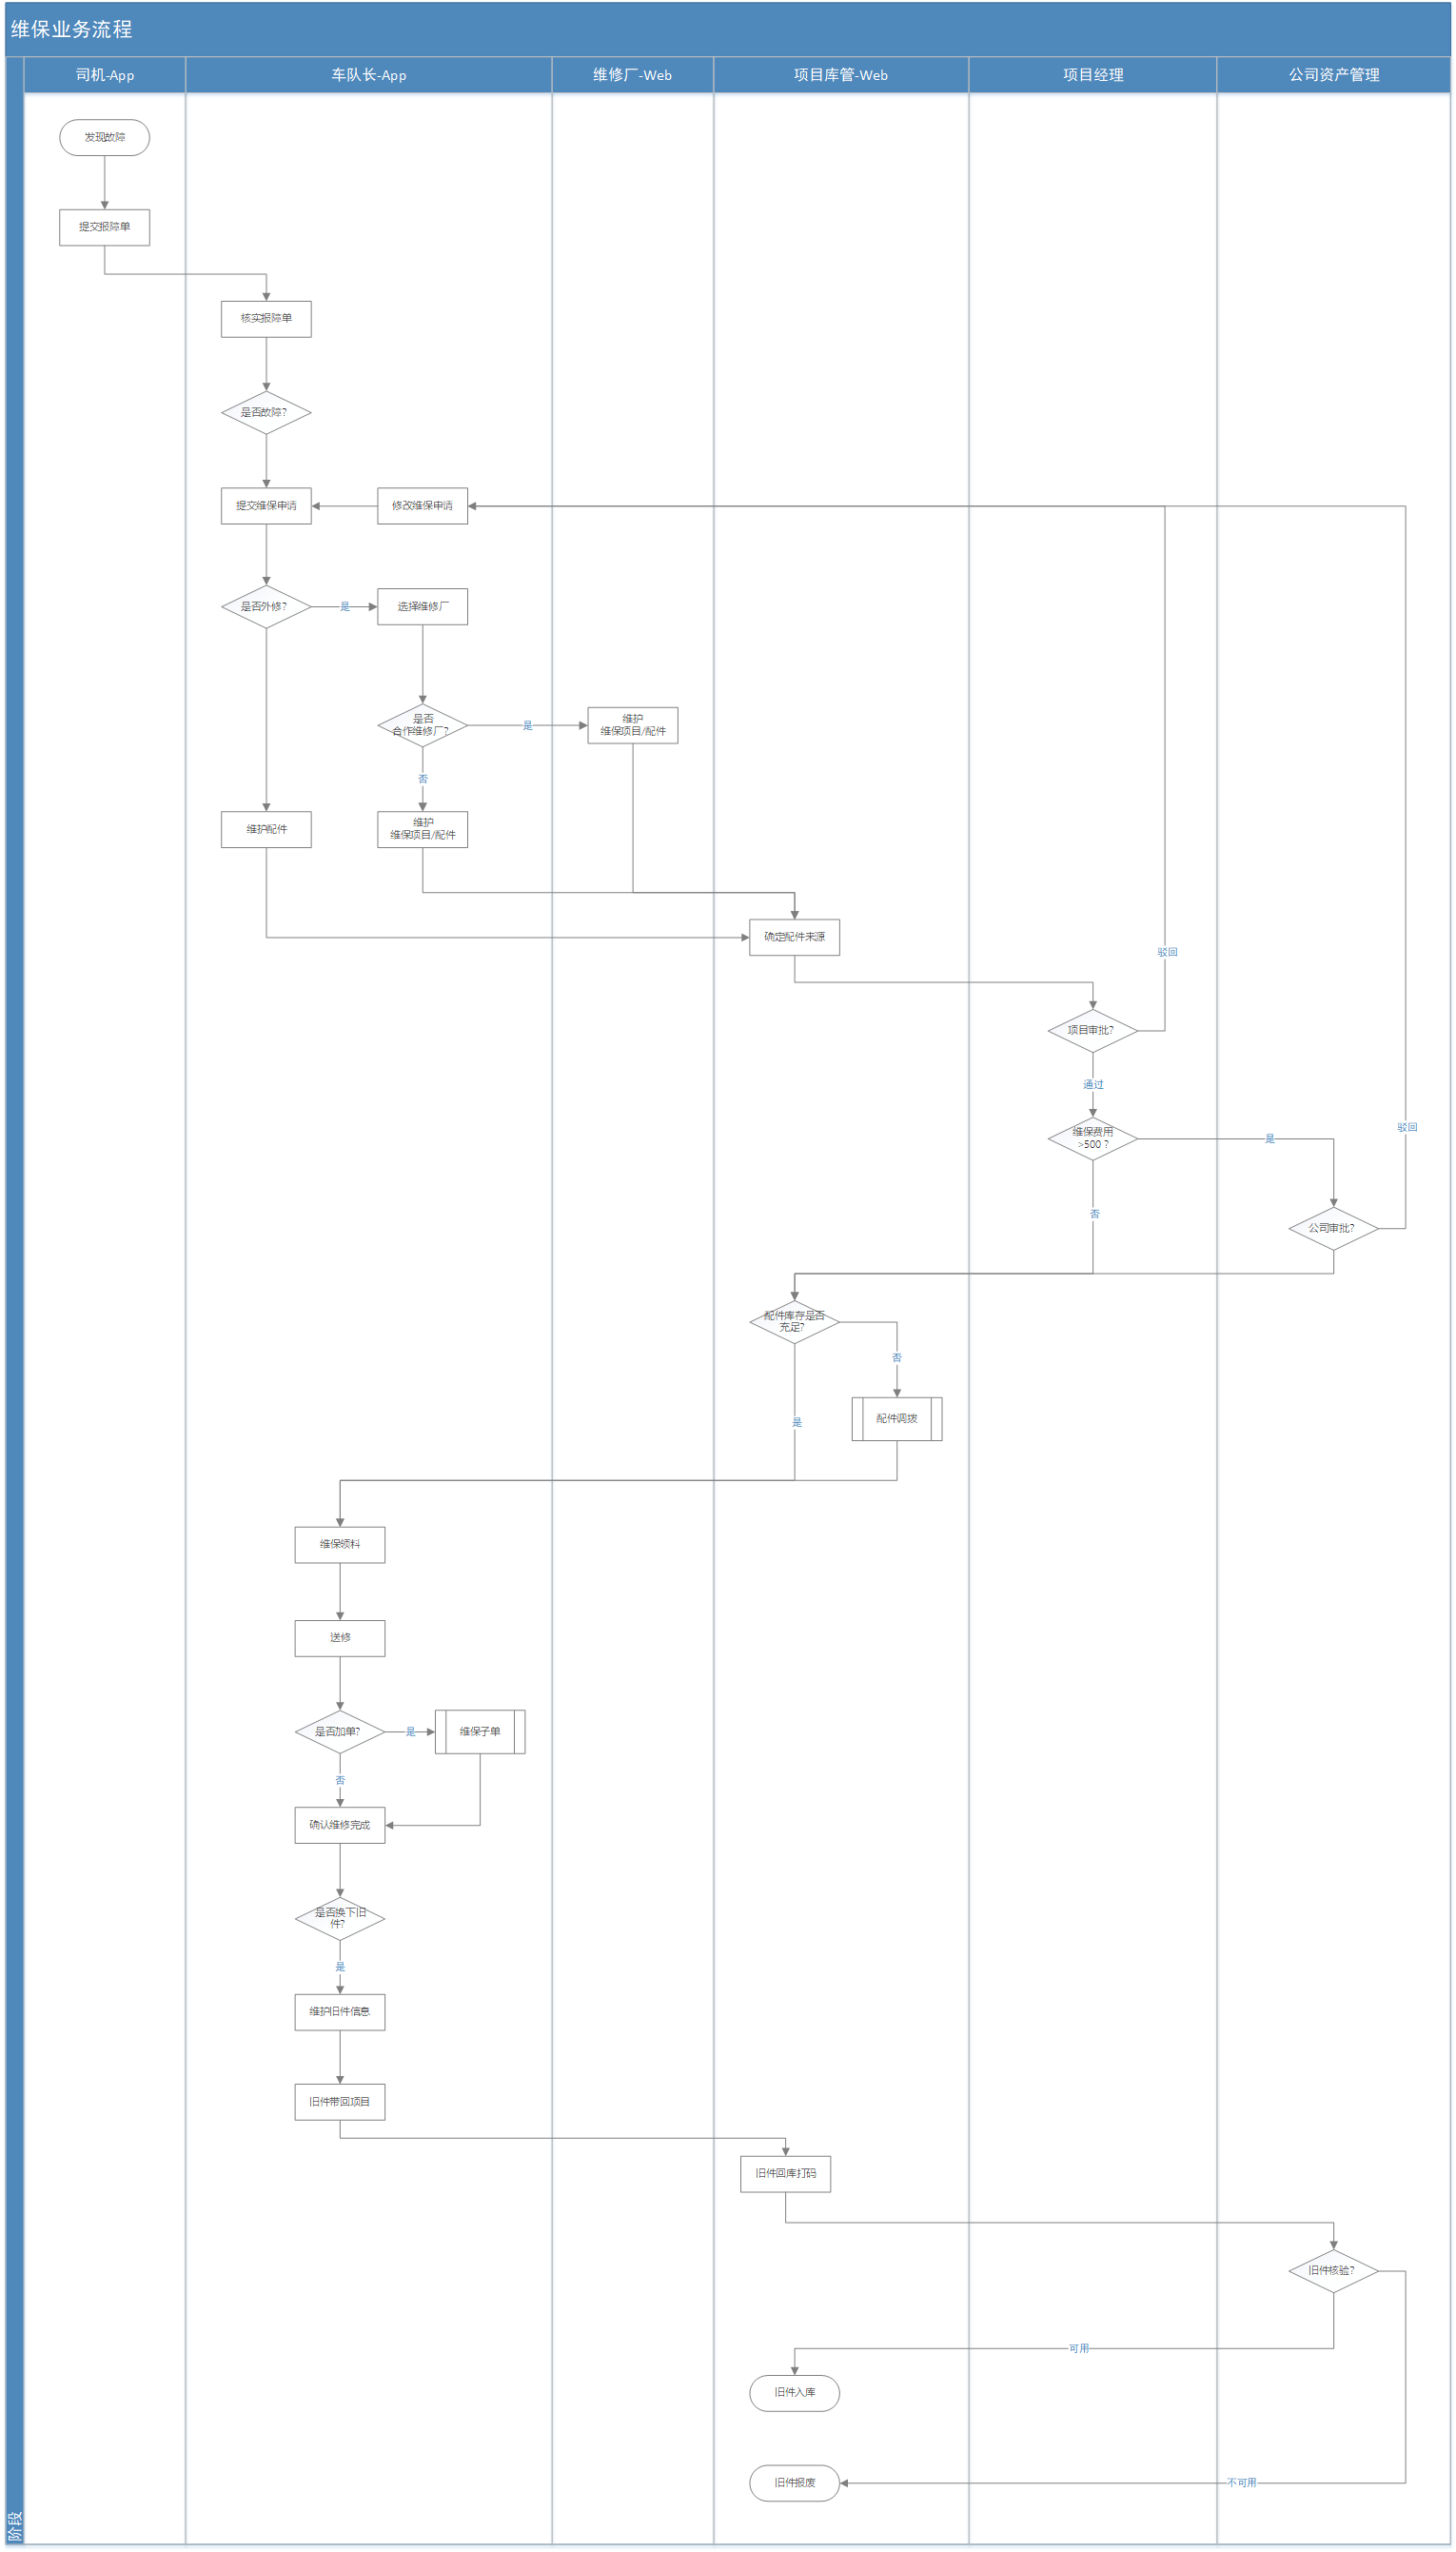 维保业务流程
司机-App
车队长-App
维修厂-Web
项目库管-Web
项目经理
公司资产管理
发现故障
提交报障单
核实报障单
是否故障?
提交维保申请
修改维保申请
是否外修?
是
选择维修厂
是否
合作维修厂?
是
维护
维保项目/配件
否
维护配件
维护
维保项目/配件
确定配件来源
驳回
项目审批?
通过
维保费用
>500 ?
是
驳回
否
公司审批?
配件库存是否
充足?
否
配件调拨
是
维保领料
送修
是否加单?
是
维保子单
否
确认维修完成
是否换下旧
件?
是
维护旧件信息
旧件带回项目
旧件回库打码
旧件核验?
可用
旧件入库
旧件报废
不可用
阶段